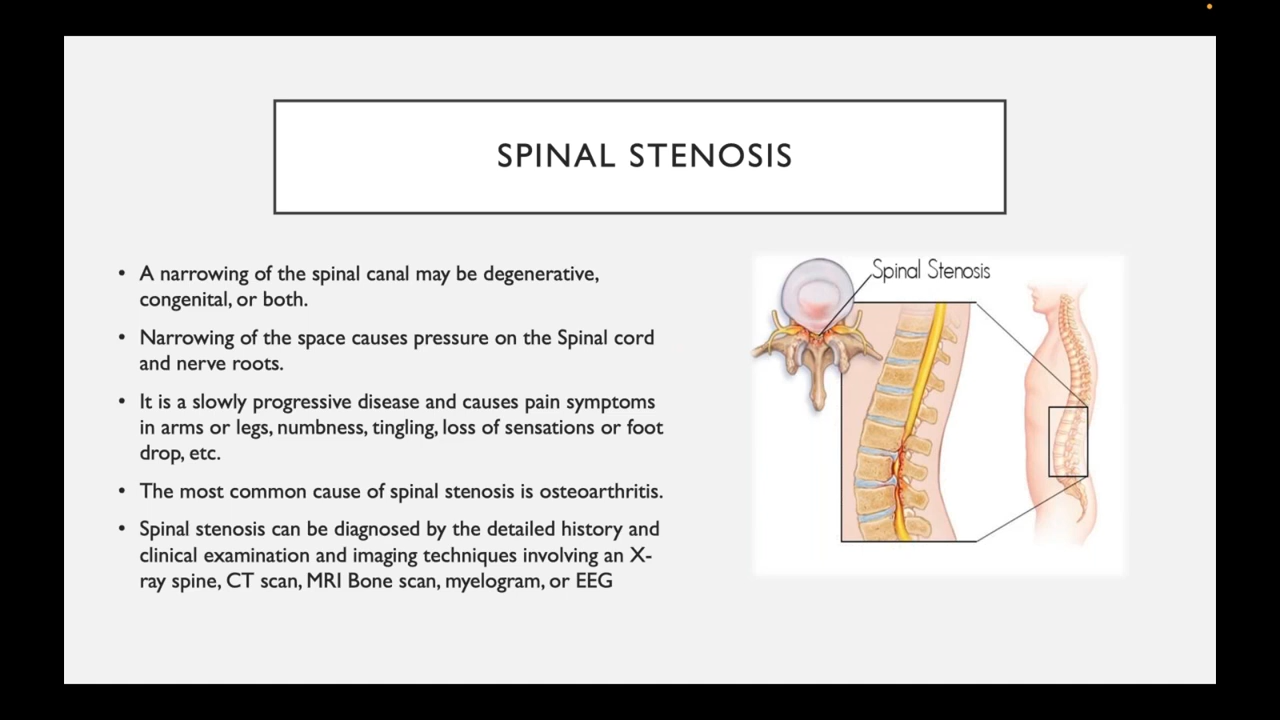 SPINAL STENOSIS
• A narrowing of the spinal canal may be degenerative,
congenital, or both.
• Narrowing of the space causes pressure on the Spinal cord
and nerve roots.
• It is a slowly progressive disease and causes pain symptoms
in arms or legs, numbness, tingling, loss of sensations or foot
drop, etc.
• The most common cause of spinal stenosis is osteoarthritis.
• Spinal stenosis can be diagnosed by the detailed history and
clinical examination and imaging techniques involving an X-
ray spine, CT scan, MRI Bone scan, myelogram, or EEG
Spinal Stenosis